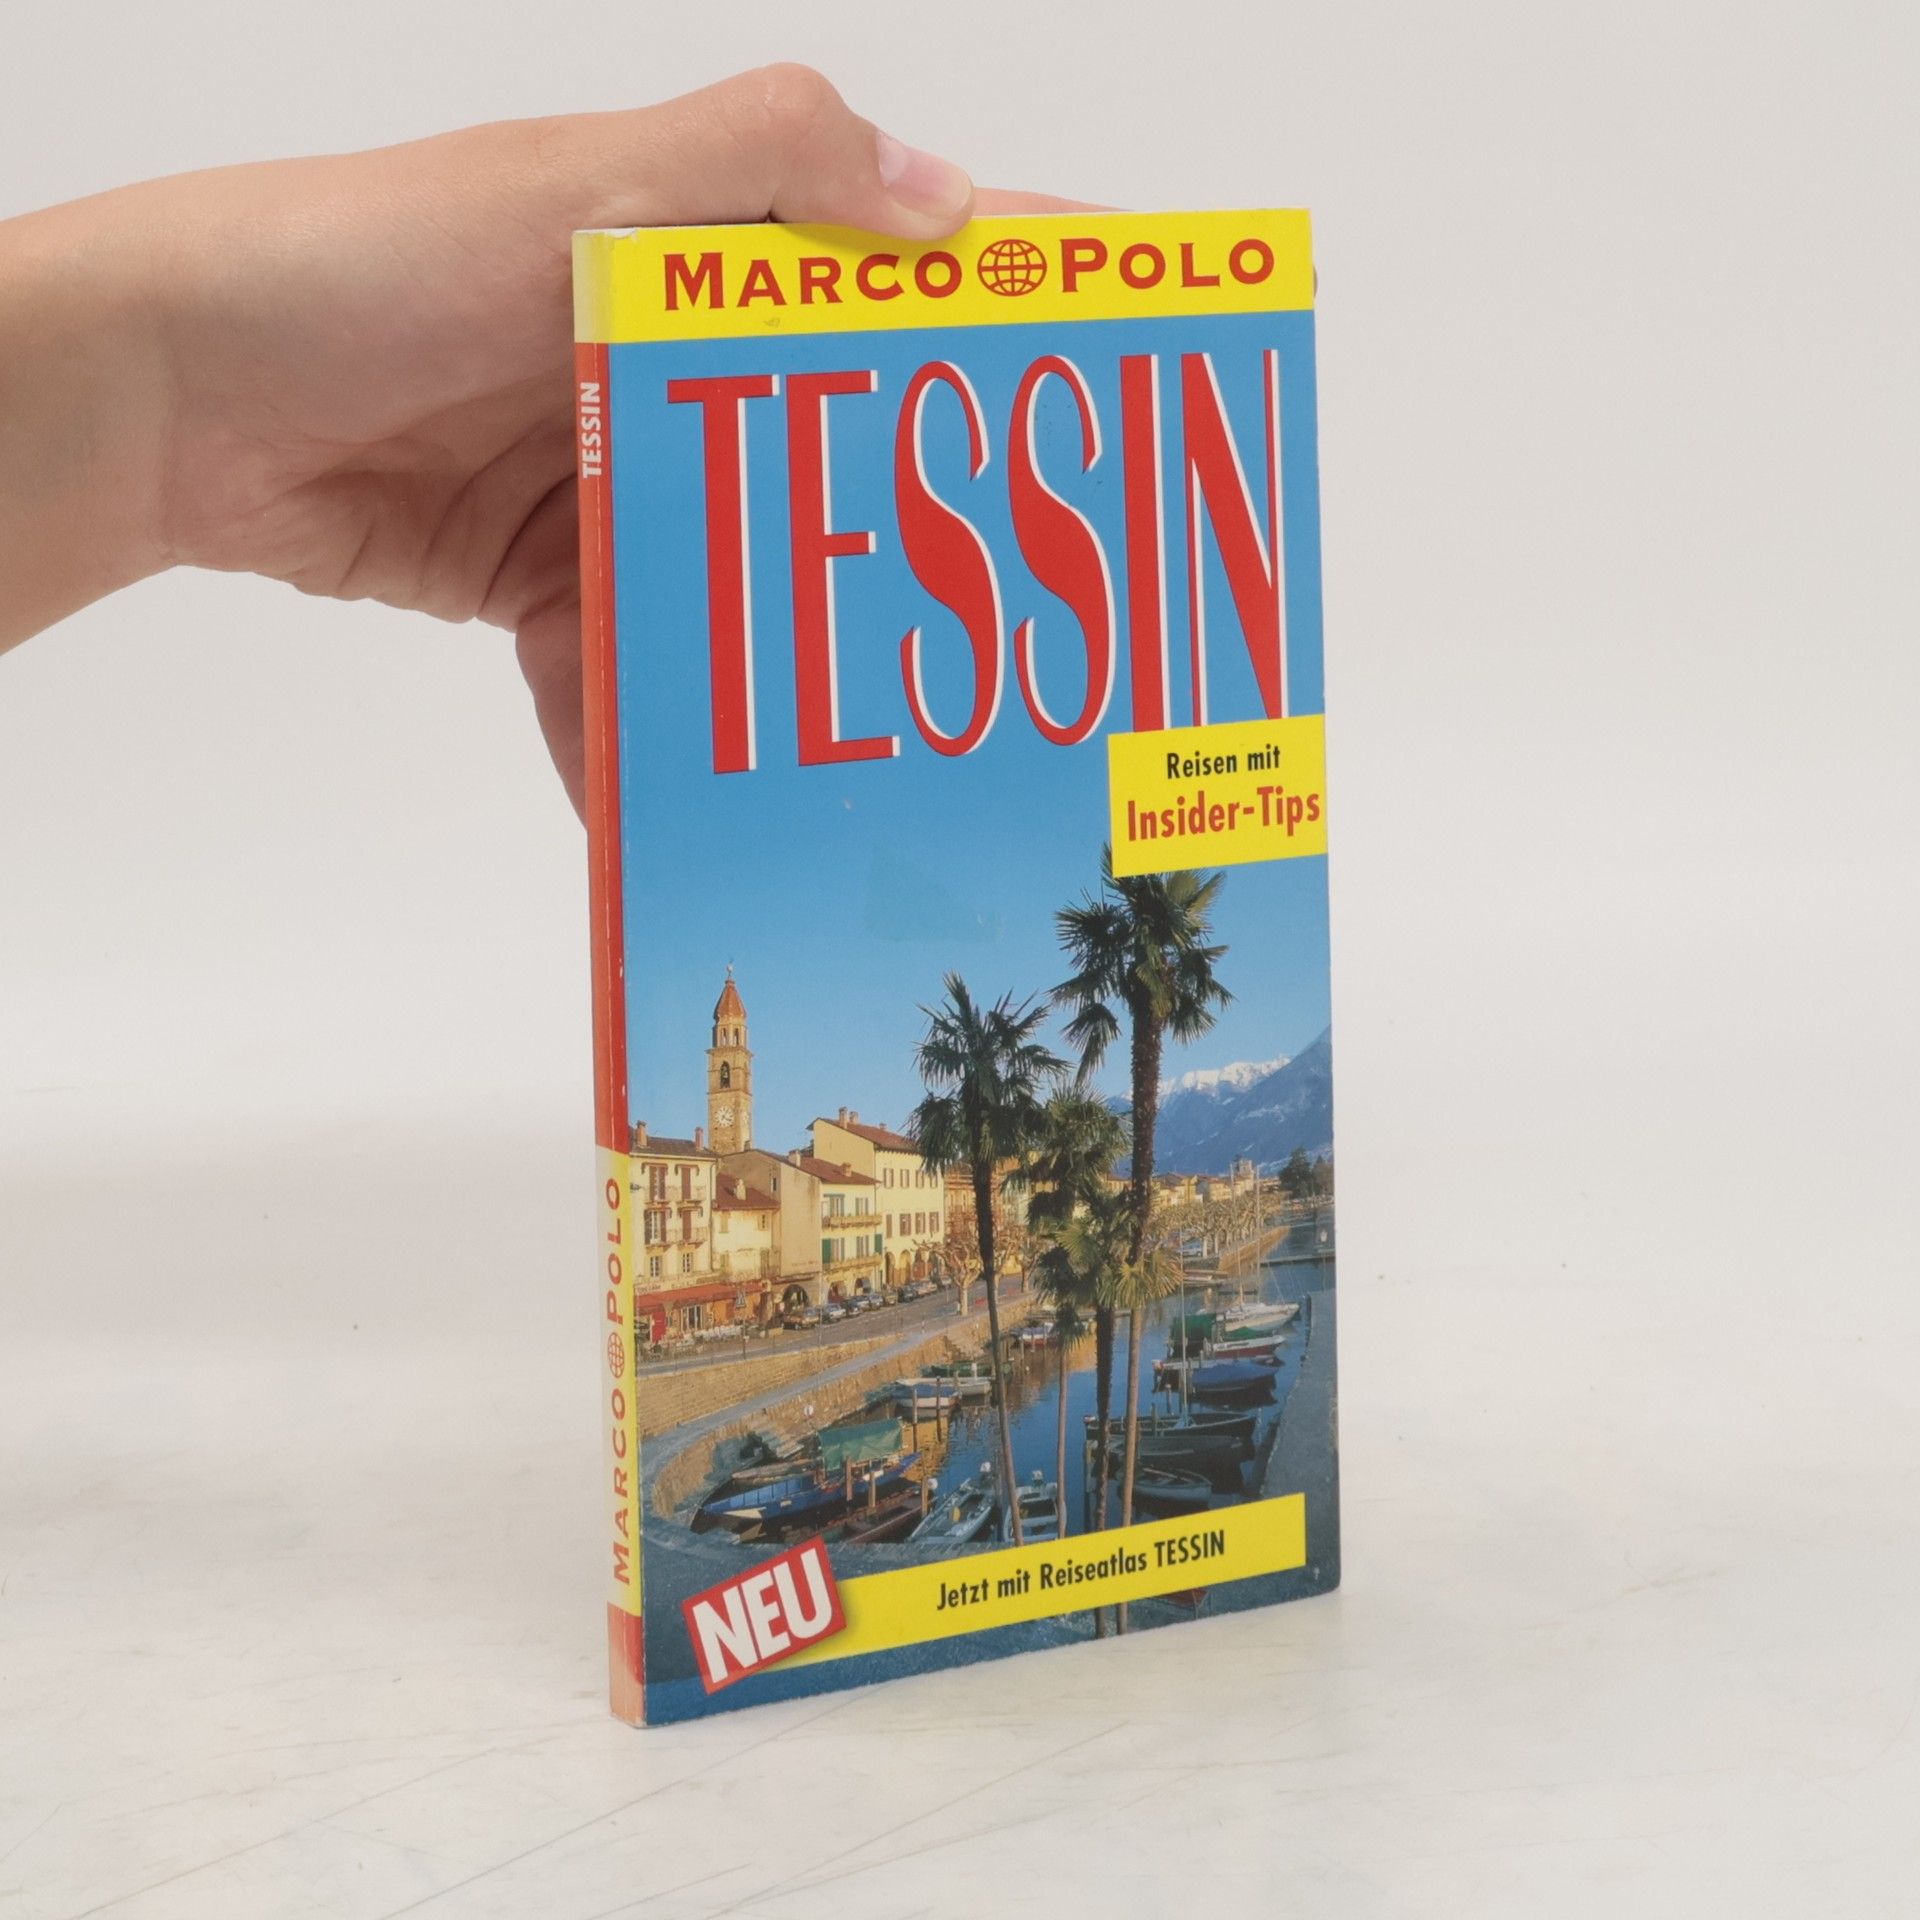 MARCO POLO
TESSIN
Reisen mit
Insider-Tips
NEU
Jetzt mit Reiseatlas TESSIN
TESSIN
MARCO POLO